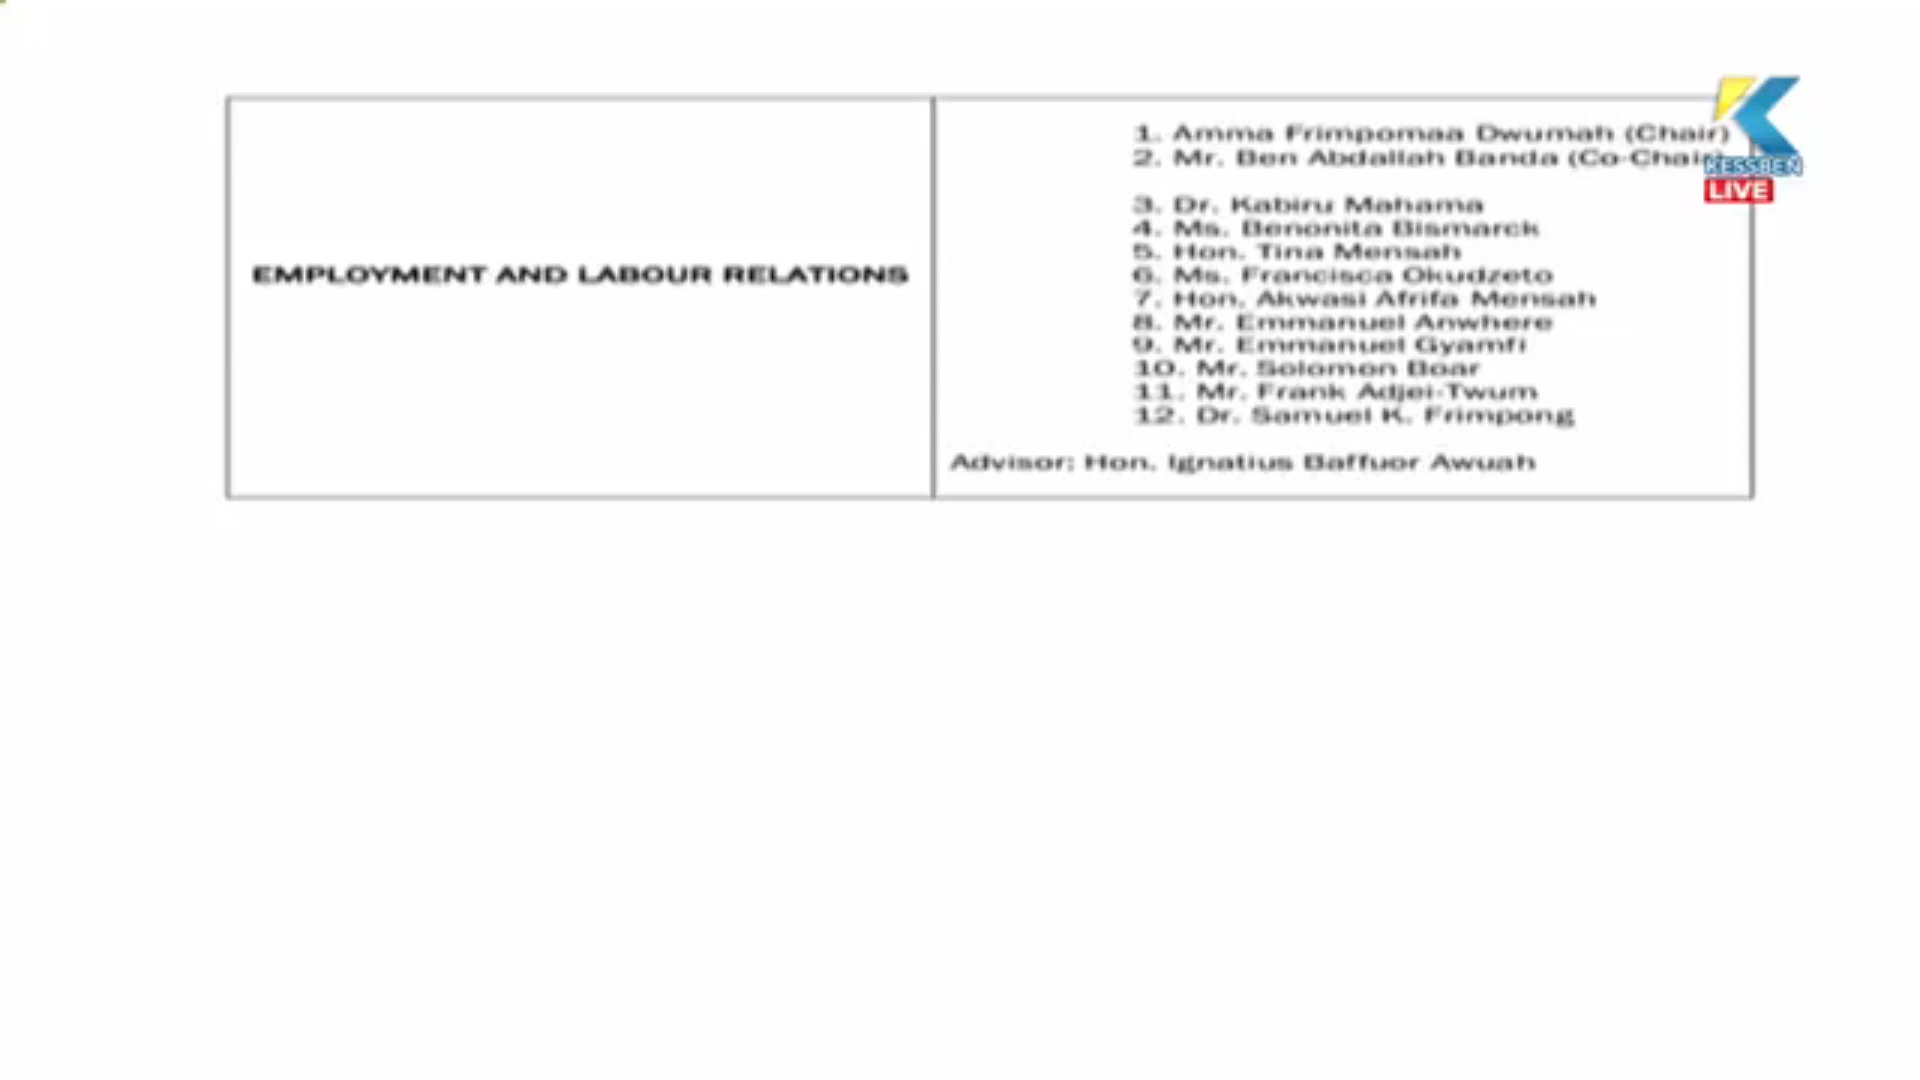 EMPLOYMENT AND LABOUR RELATIONS
1. Amma Frimpomaa Dwumah (Chair)
2. Mr. Ben Abdallah Banda (Co-Chair)
3. Dr. Kabiru Mahama
4. Ms. Benonita Bismarck
5. Hon. Tina Mensah
6. Ms. Francisca Okudzeto
7. Hon. Akwasi Afrifa Mensah
8. Mr. Emmanuel Anwhere
9. Mr. Emmanuel Gyamfi
10. Mr. Solomon Boar
11. Mr. Frank Adjei-Twum
12. Dr. Samuel K. Frimpong
Advisor: Hon. Ignatius Baffuor Awuah
KESSBEN
LIVE